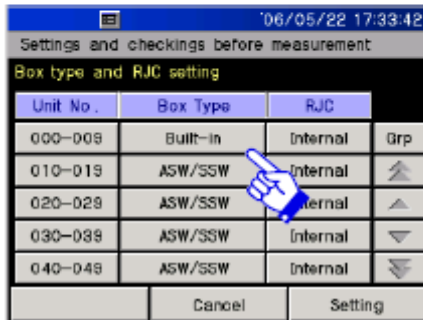 '06/05/22 17:33:42
Settings and checkings before measurement
Box type and RJC setting
Unit No. Box Type RJC
000-009 Built-in Internal Grp
010-019 ASW/SSW Internal
020-029 ASW/SSW Internal
030-039 ASW/SSW Internal
040-049 ASW/SSW Internal
Cancel Setting